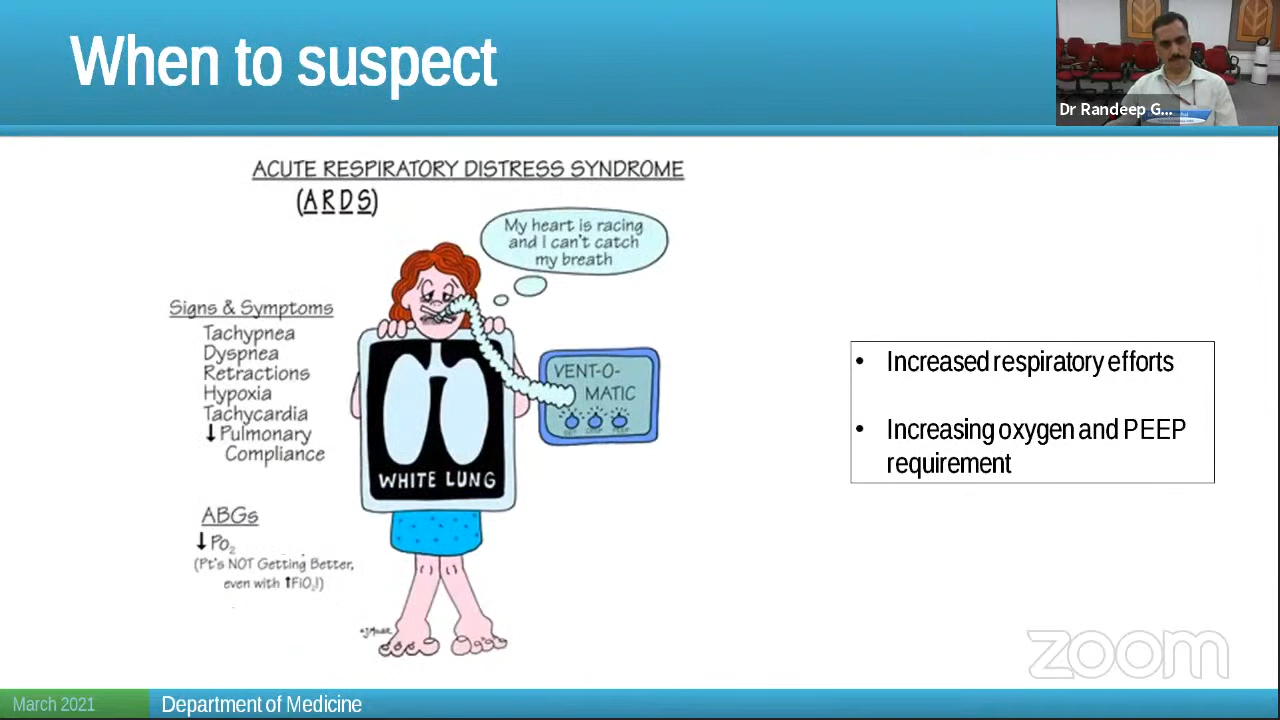 When to suspect
Dr Randeep G...
ACUTE RESPIRATORY DISTRESS SYNDROME
(ARDS)
My heart is racing
and I can't catch
my breath
Signs & Symptoms
Tachypnea
Dyspnea
Retractions
Hypoxia
Tachycardia
↓ Pulmonary
Compliance
VENT-O-
MATIC
WHITE LUNG
ABGs
↓ Po₂
(Pt's NOT Getting Better,
even with ↑FiO₂!)
• Increased respiratory efforts
• Increasing oxygen and PEEP
requirement
zoom
March 2021
Department of Medicine